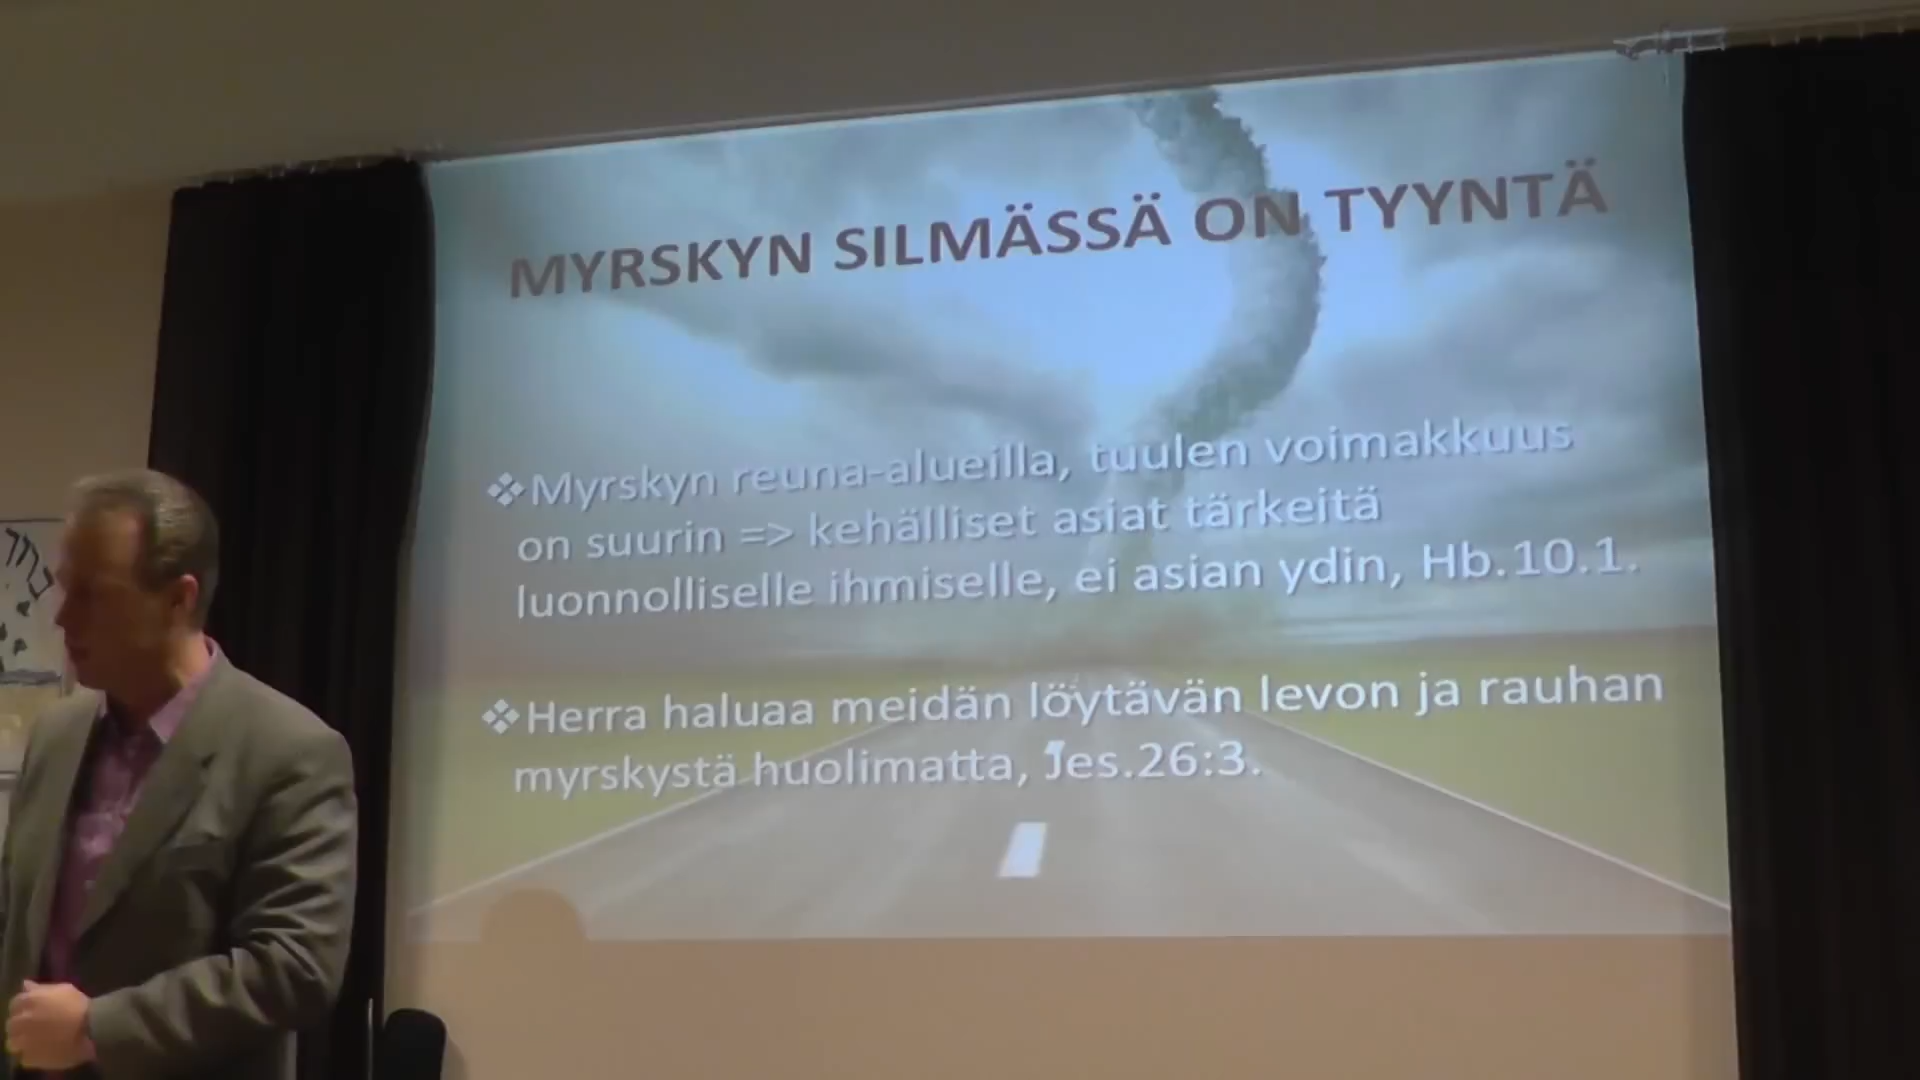 MYRSKYN SILMÄSSÄ ON TYYNTÄ
❖Myrskyn reuna-alueilla, tuulen voimakkuus
on suurin => kehälliset asiat tärkeitä
luonnolliselle ihmiselle, ei asian ydin, Hb.10.1.
❖Herra haluaa meidän löytävän levon ja rauhan
myrskystä huolimatta, Jes.26:3.